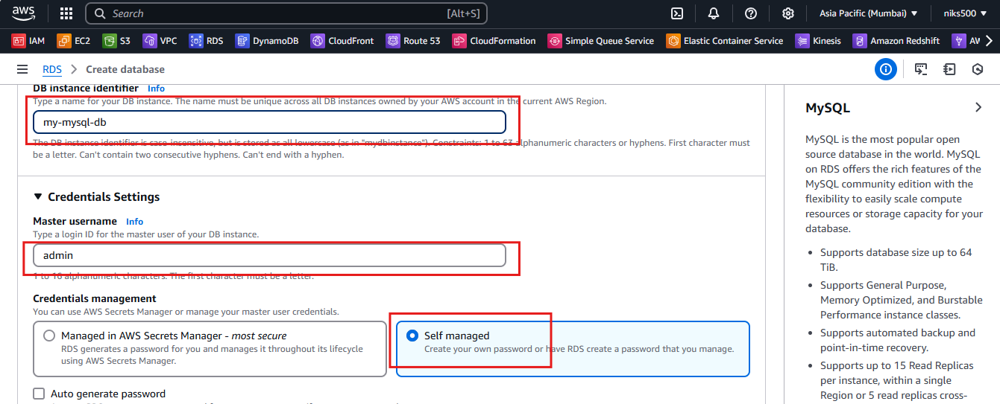 aws
Search [Alt+S]
Asia Pacific (Mumbai) niks500
IAM EC2 S3 VPC RDS DynamoDB CloudFront Route 53 CloudFormation Simple Queue Service Elastic Container Service Kinesis Amazon Redshift
RDS Create database
DB instance identifier Info
Type a name for your DB instance. The name must be unique across all DB instances owned by your AWS account in the current AWS Region.
my-mysql-db
The DB instance identifier is case-insensitive, but is stored as all lowercase (as in "mydbinstance"). Constraints: 1 to 63 alphanumeric characters or hyphens. First character must
be a letter. Can't contain two consecutive hyphens. Can't end with a hyphen.
Credentials Settings
Master username Info
Type a login ID for the master user of your DB instance.
admin
1 to 16 alphanumeric characters. The first character must be a letter.
Credentials management
You can use AWS Secrets Manager or manage your master user credentials.
Managed in AWS Secrets Manager - most secure
RDS generates a password for you and manages it throughout its lifecycle
using AWS Secrets Manager.
Self managed
Create your own password or have RDS create a password that you manage.
Auto generate password
MySQL
MySQL is the most popular open
source database in the world. MySQL
on RDS offers the rich features of the
MySQL community edition with the
flexibility to easily scale compute
resources or storage capacity for your
database.
• Supports database size up to 64
TiB.
• Supports General Purpose,
Memory Optimized, and Burstable
Performance instance classes.
• Supports automated backup and
point-in-time recovery.
• Supports up to 15 Read Replicas
per instance, within a single
Region or 5 read replicas cross-